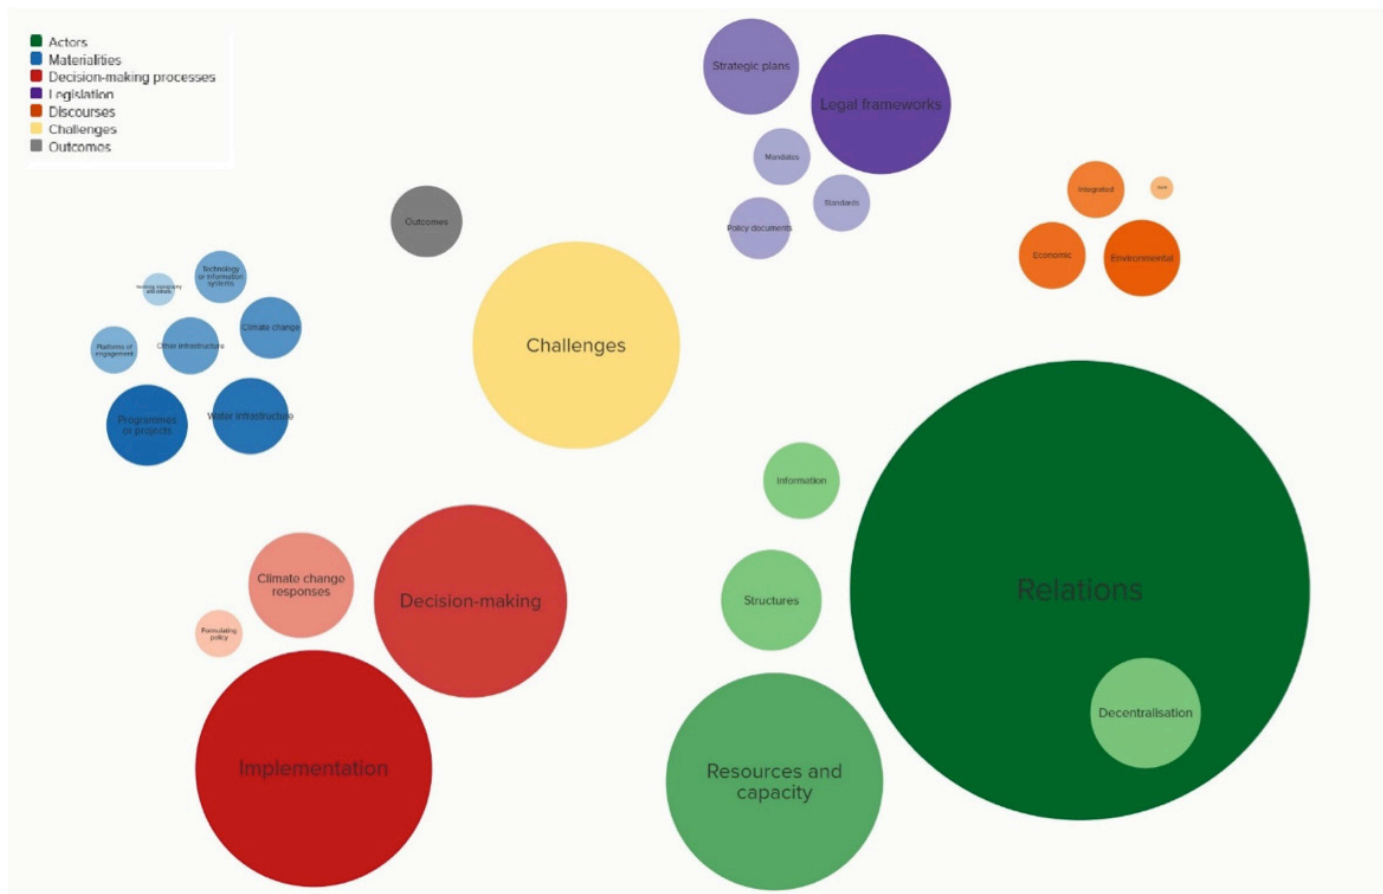 Actors
Materialities
Decision-making processes
Legislation
Discourses
Challenges
Outcomes
Strategic plans
Legal frameworks
Mandates
Standards
Policy documents
Integrated
Economic
Environmental
Outcomes
Challenges
Technology
or information
systems
Climate change
Platforms of
engagement
Other infrastructure
Programmes
or projects
Water infrastructure
Information
Structures
Relations
Decentralisation
Resources and
capacity
Climate change
responses
Decision-making
Formulating
policy
Implementation